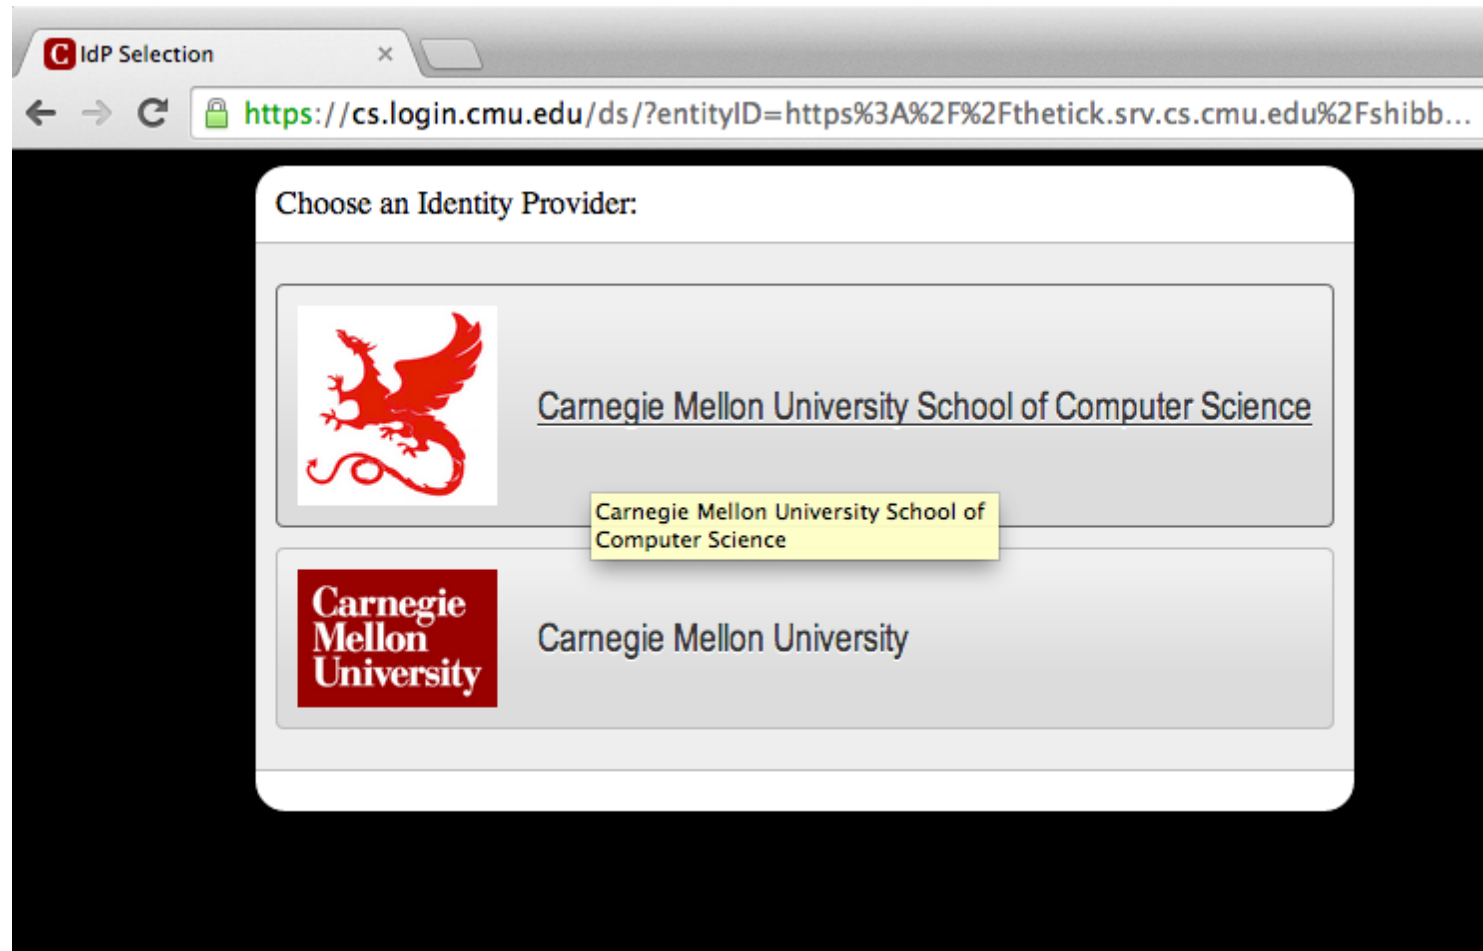 C IdP Selection
https://cs.login.cmu.edu/ds/?entityID=https%3A%2F%2Fthetick.srv.cs.cmu.edu%2Fshibb...
Choose an Identity Provider:
Carnegie Mellon University School of Computer Science
Carnegie Mellon University School of
Computer Science
Carnegie
Mellon
University
Carnegie Mellon University